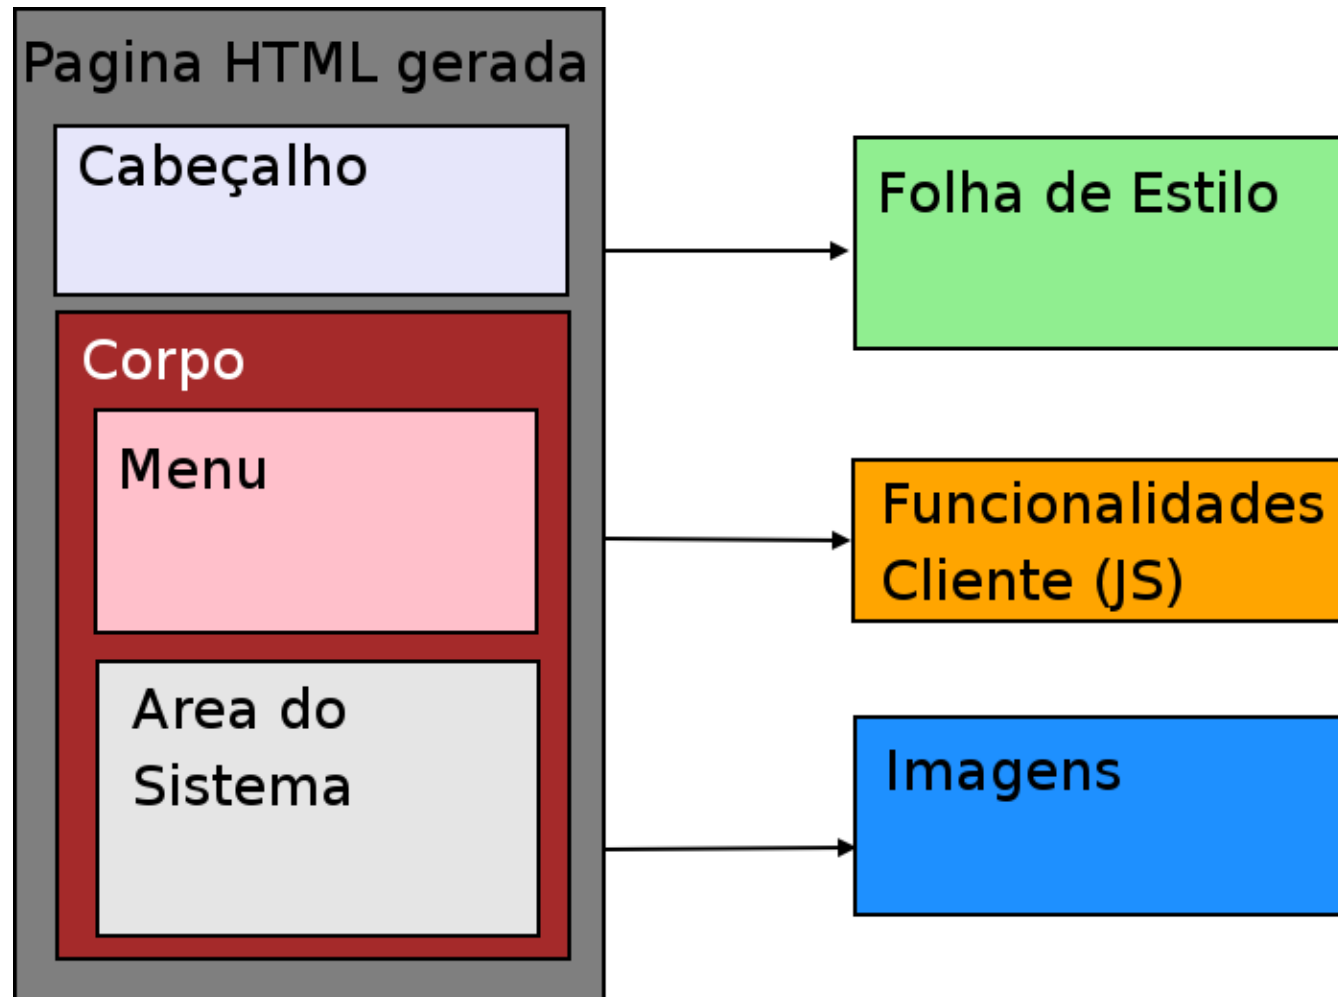 Pagina HTML gerada
Cabeçalho
Corpo
Menu
Area do
Sistema
Folha de Estilo
Funcionalidades
Cliente (JS)
Imagens